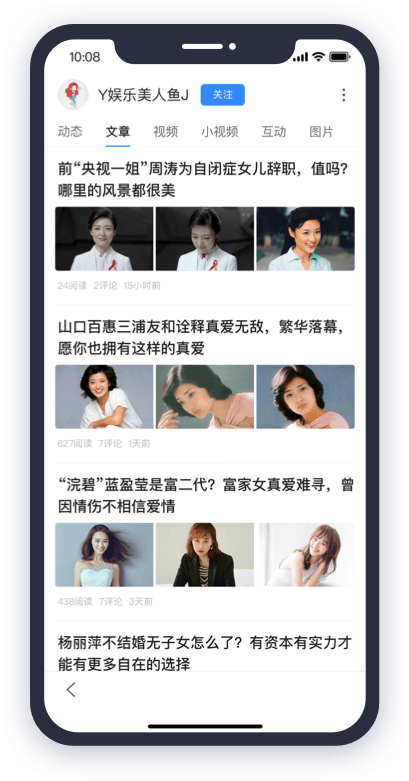 10:08
Y娱乐美人鱼J 关注
动态 文章 视频 小视频 互动 图片
前“央视一姐”周涛为自闭症女儿辞职，值吗？
哪里的风景都很美
24阅读 2评论 15小时前
山口百惠三浦友和诠释真爱无敌，繁华落幕，
愿你也拥有这样的真爱
627阅读 7评论 1天前
“浣碧”蓝盈莹是富二代？富家女真爱难寻，曾
因情伤不相信爱情
438阅读 7评论 3天前
杨丽萍不结婚无子女怎么了？有资本有实力才
能有更多自在的选择